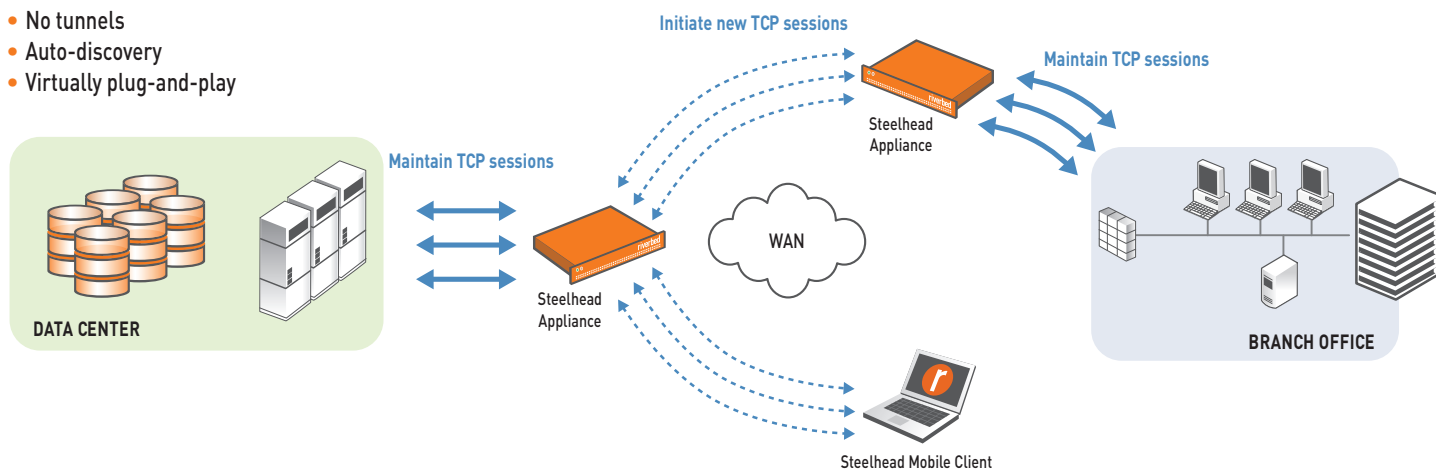 • No tunnels
• Auto-discovery
• Virtually plug-and-play
Initiate new TCP sessions
Maintain TCP sessions
riverbed
Steelhead
Appliance
Maintain TCP sessions
riverbed
WAN
Steelhead
Appliance
DATA CENTER
BRANCH OFFICE
r
Steelhead Mobile Client